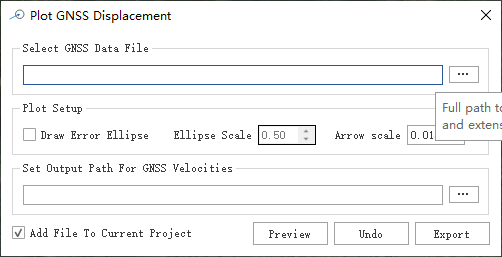 Plot GNSS Displacement
Select GNSS Data File
...
Plot Setup
Full path to
and extens
Draw Error Ellipse
Ellipse Scale
0.50
Arrow scale
0.01
Set Output Path For GNSS Velocities
...
Add File To Current Project
Preview
Undo
Export